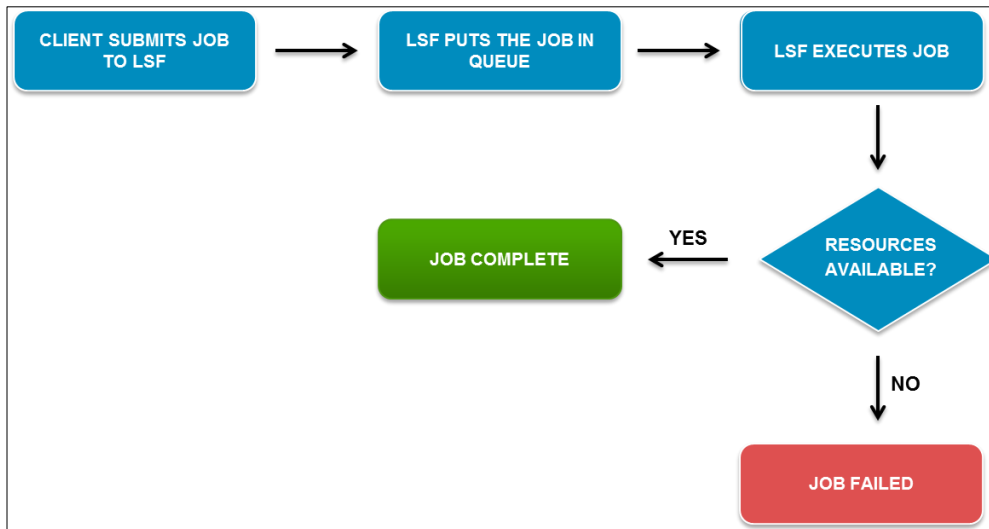 CLIENT SUBMITS JOB
TO LSF
LSF PUTS THE JOB IN
QUEUE
LSF EXECUTES JOB
RESOURCES
AVAILABLE?
YES
JOB COMPLETE
NO
JOB FAILED